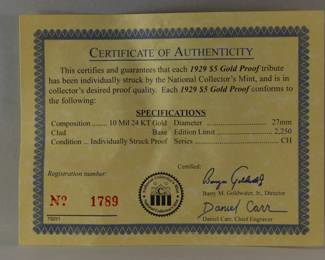 CERTIFICATE OF AUTHENTICITY
This certifies and guarantees that each 1929 $5 Gold Proof tribute
has been individually struck by the National Collector's Mint, and is in
collector's desired proof quality. Each 1929 $5 Gold Proof conforms to
the following:
SPECIFICATIONS
Composition ..... 10 Mil 24 KT Gold Diameter ..... 27mm
Clad ..... Base Edition Limit ..... 2,250
Condition ... Individually Struck Proof Series ..... CH
Registration number:
Nº 1789
Certified:
Barry M. Goldwater, Jr., Director
Daniel Carr
Daniel Carr, Chief Engraver